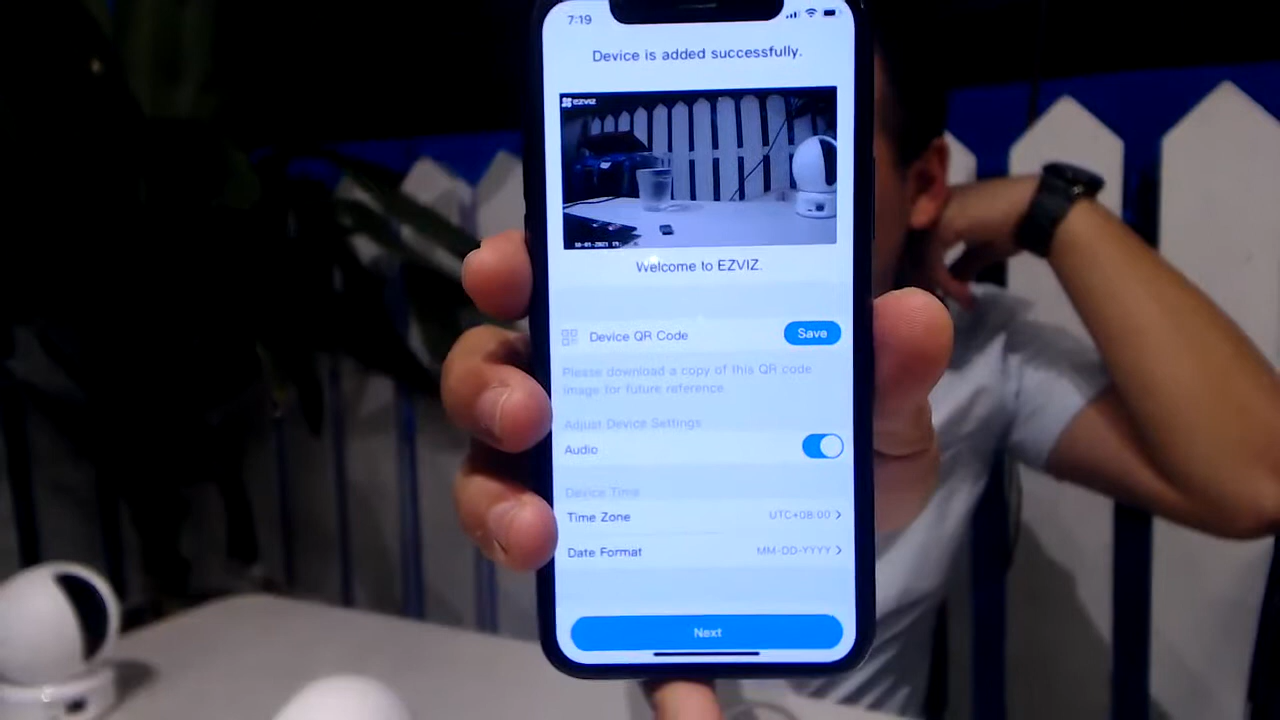 7:19
Device is added successfully.
EZVIZ
Welcome to EZVIZ.
Device QR Code
Save
Please download a copy of this QR code
image for future reference.
Adjust Device Settings
Audio
Device Time
Time Zone
UTC+08:00
Date Format
MM-DD-YYYY
Next